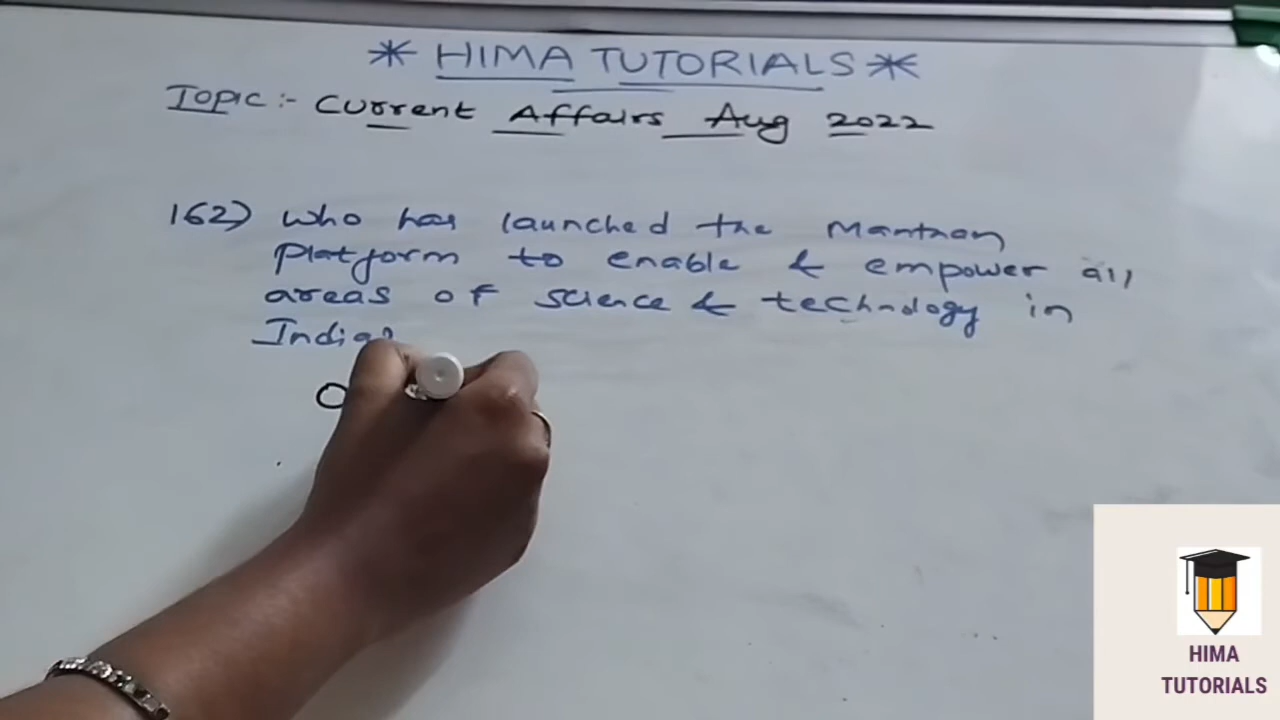 * HIMA TUTORIALS *
Topic:- Current Affairs Aug 2022
162) Who has launched the Manthan
Platform to enable & empower all
areas of science & technology in
India?
HIMA
TUTORIALS